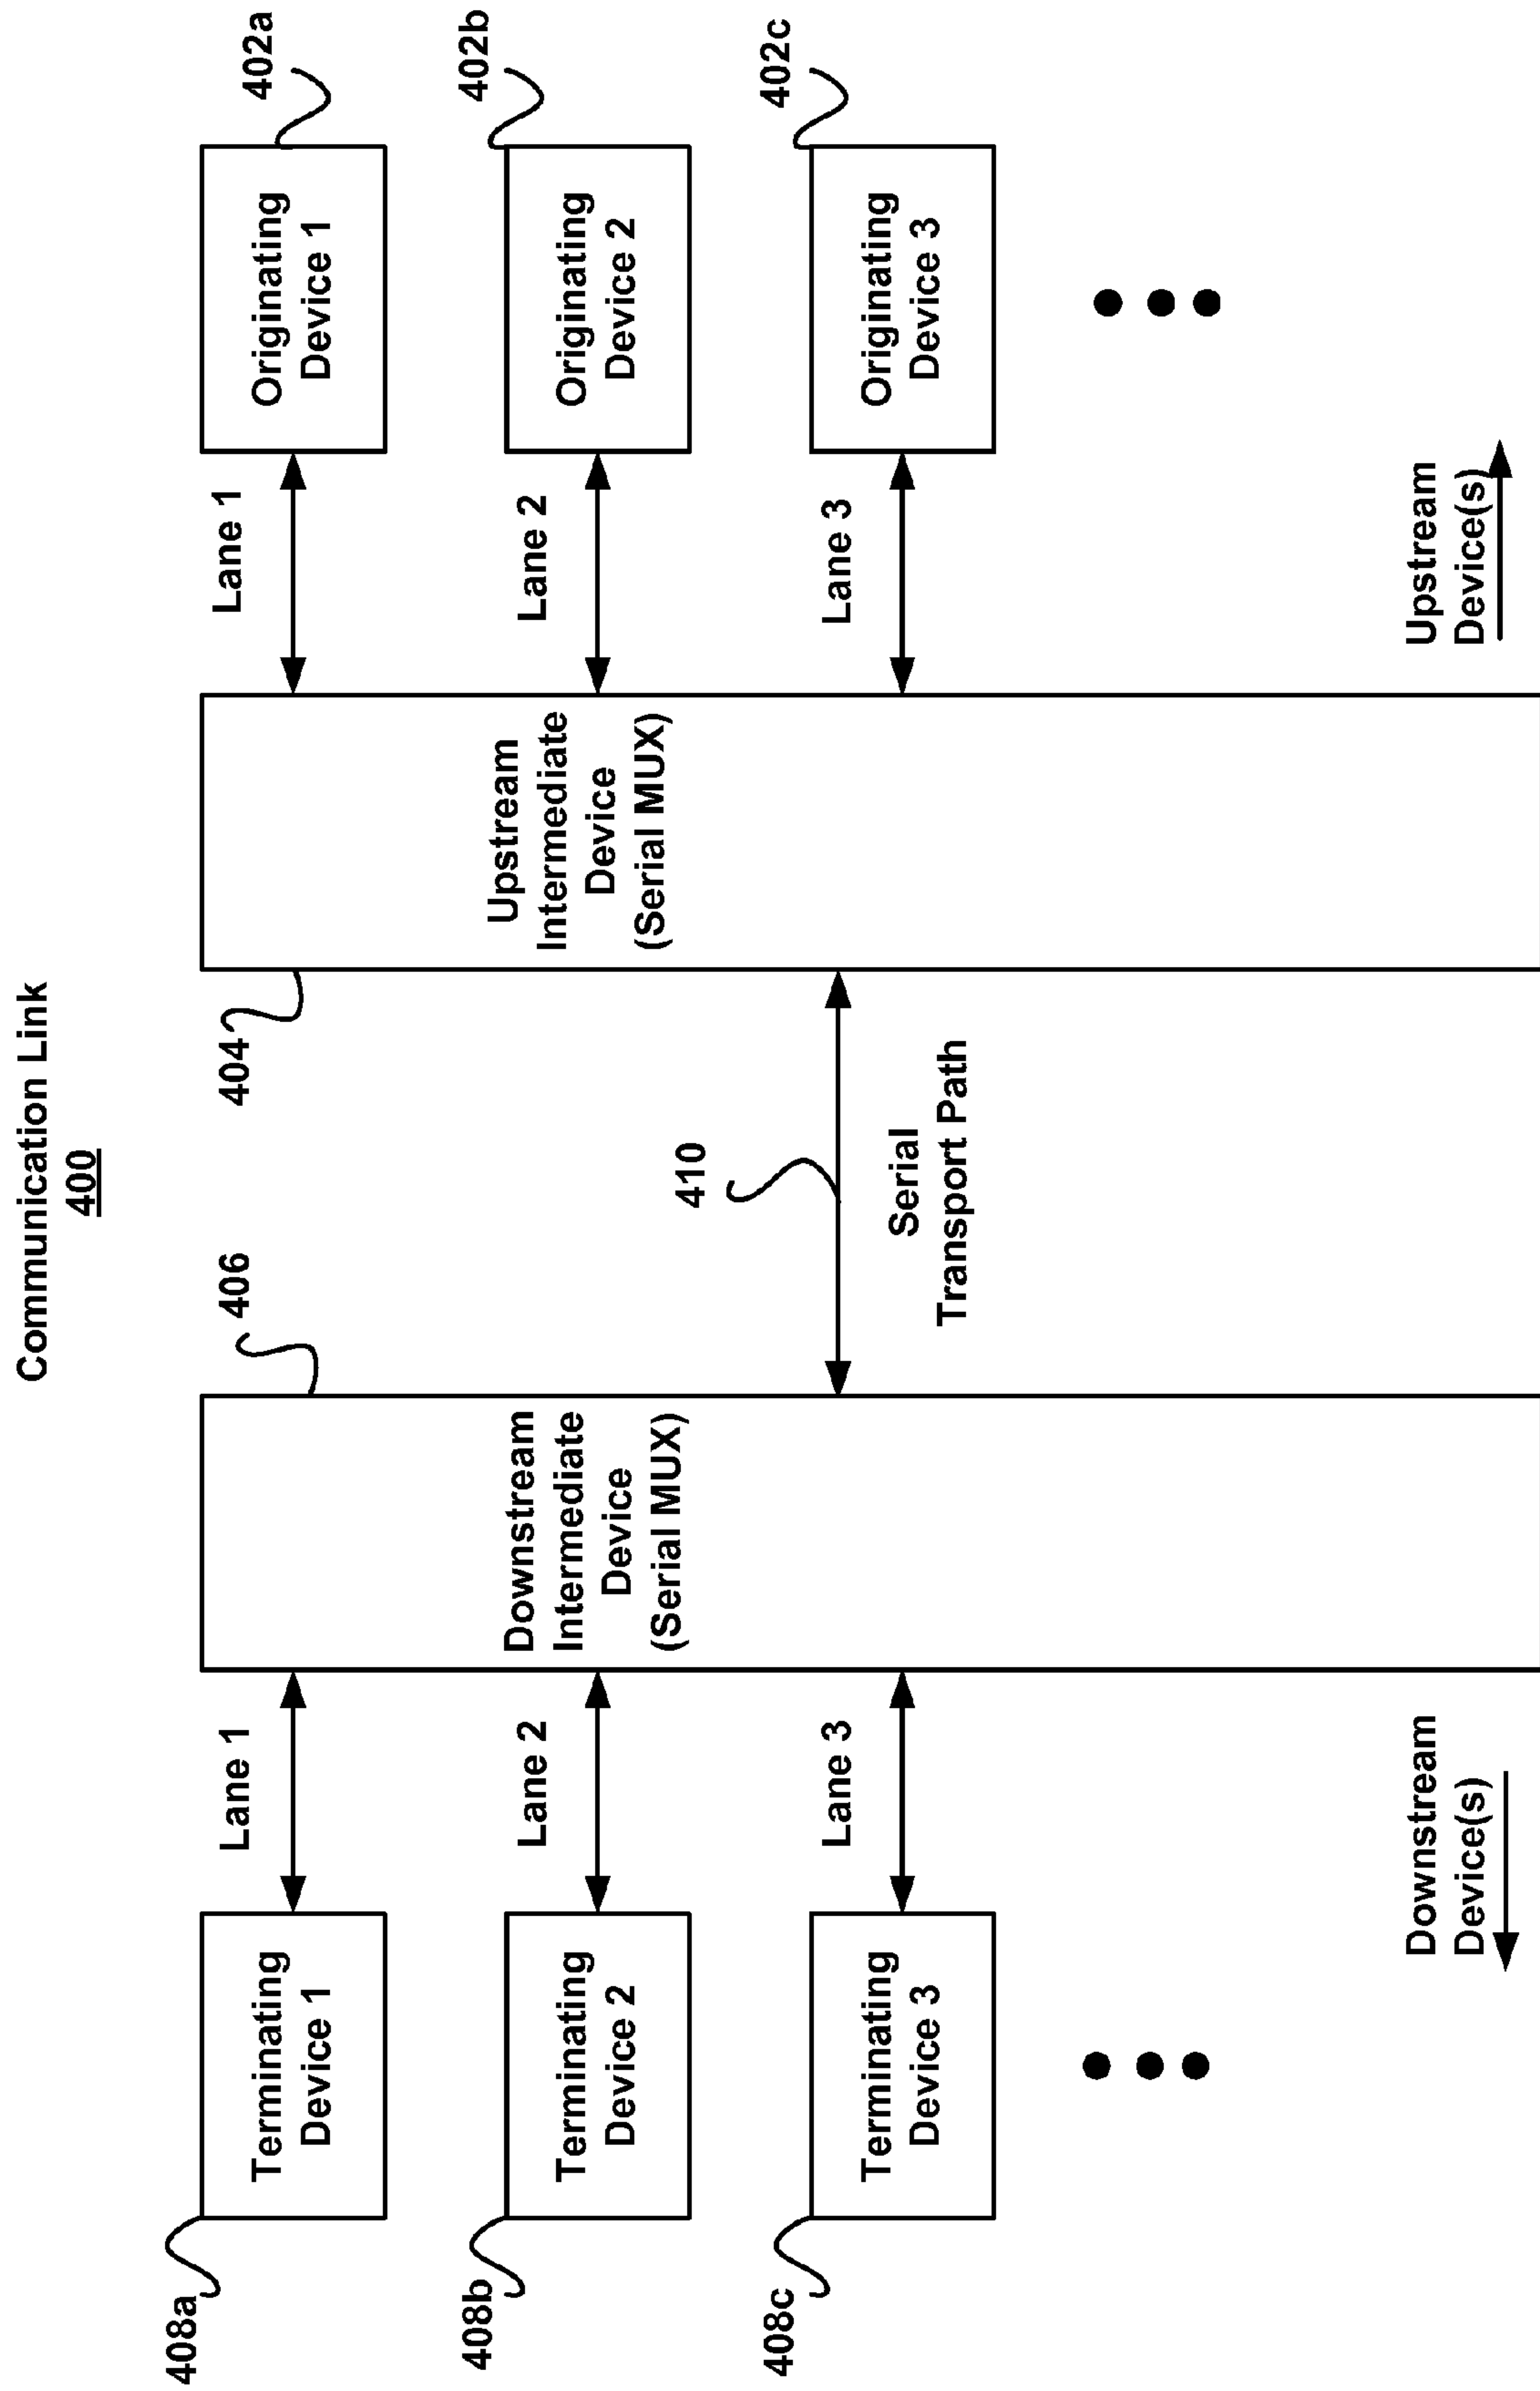 Communication Link
400
408a
Terminating
Device 1
Lane 1
406
404
Lane 1
Originating
Device 1
402a
408b
Terminating
Device 2
Lane 2
Downstream
Intermediate
Device
(Serial MUX)
410
Serial
Transport Path
Upstream
Intermediate
Device
(Serial MUX)
Lane 2
Originating
Device 2
402b
408c
Terminating
Device 3
Lane 3
Lane 3
Originating
Device 3
402c
Downstream
Device(s)
Upstream
Device(s)